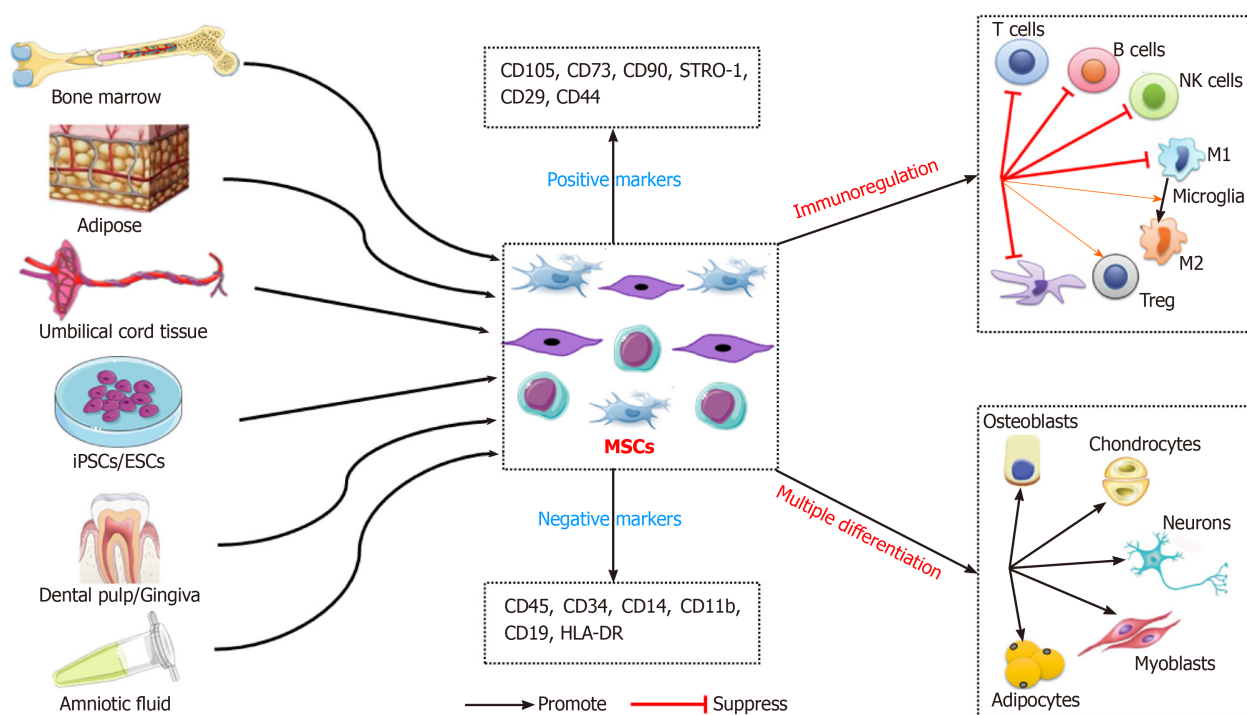 Bone marrow
Adipose
Umbilical cord tissue
iPSCs/ESCs
Dental pulp/Gingiva
Amniotic fluid
CD105, CD73, CD90, STRO-1,
CD29, CD44
Positive markers
MSCs
Negative markers
CD45, CD34, CD14, CD11b,
CD19, HLA-DR
Immunoregulation
T cells
B cells
NK cells
M1
Microglia
M2
Treg
Multiple differentiation
Osteoblasts
Chondrocytes
Neurons
Myoblasts
Adipocytes
Promote
Suppress